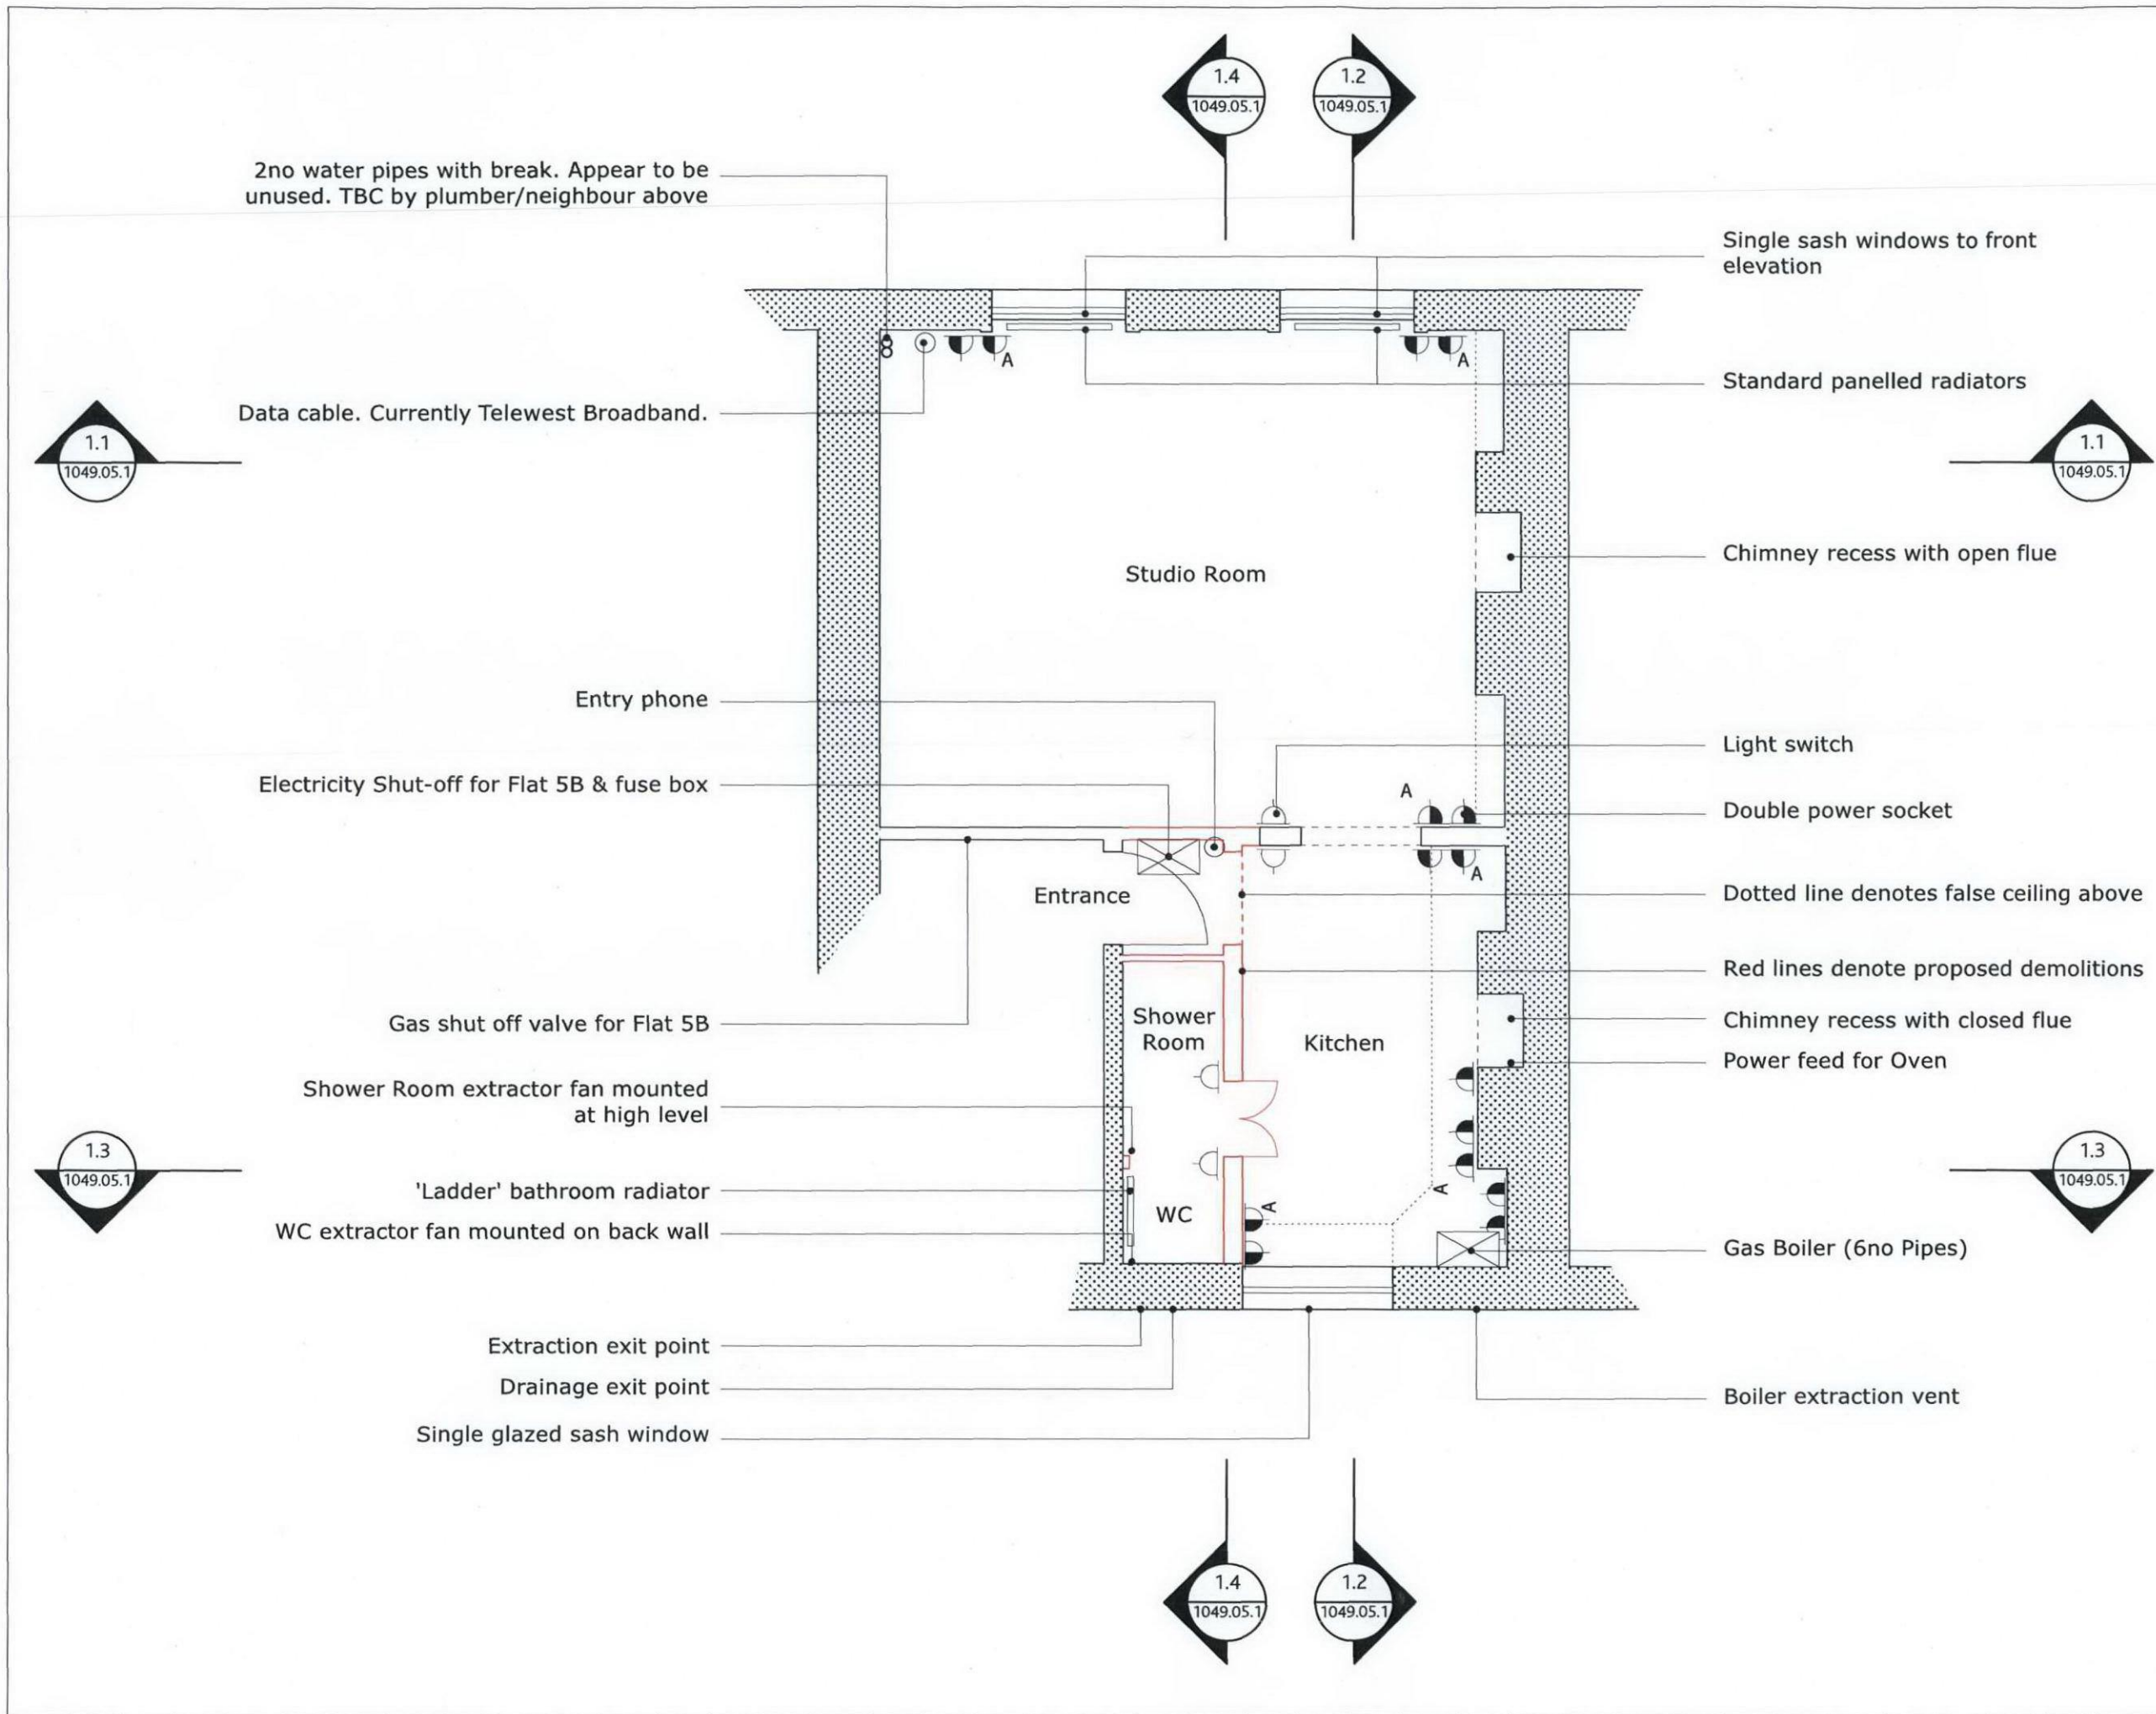 1.4
1049.05.1
1.2
1049.05.1
2no water pipes with break. Appear to be
unused. TBC by plumber/neighbour above
Single sash windows to front
elevation
A
A
Standard panelled radiators
Data cable. Currently Telewest Broadband.
1.1
1049.05.1
1.1
1049.05.1
Chimney recess with open flue
Studio Room
Entry phone
Light switch
Electricity Shut-off for Flat 5B & fuse box
A
Double power socket
A
Entrance
Dotted line denotes false ceiling above
Red lines denote proposed demolitions
Gas shut off valve for Flat 5B
Shower
Room
Kitchen
Chimney recess with closed flue
Power feed for Oven
Shower Room extractor fan mounted
at high level
1.3
1049.05.1
1.3
1049.05.1
'Ladder' bathroom radiator
A
A
WC
WC extractor fan mounted on back wall
Gas Boiler (6no Pipes)
Extraction exit point
Drainage exit point
Boiler extraction vent
Single glazed sash window
1.4
1049.05.1
1.2
1049.05.1